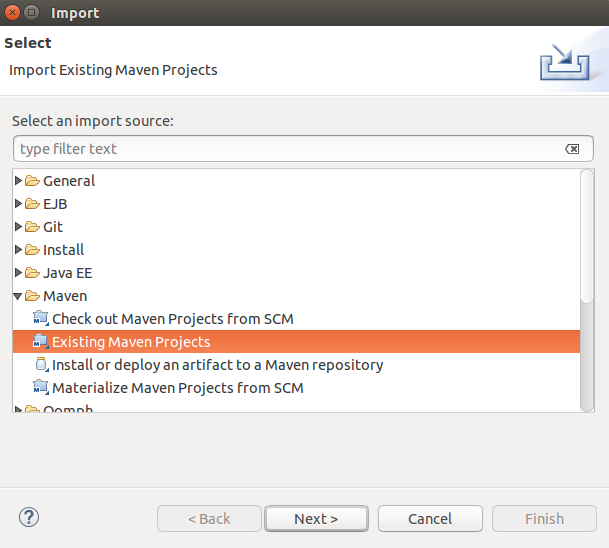 Import
Select
Import Existing Maven Projects
Select an import source:
type filter text
General
EJB
Git
Install
Java EE
Maven
Check out Maven Projects from SCM
Existing Maven Projects
Install or deploy an artifact to a Maven repository
Materialize Maven Projects from SCM
Oomph
?
< Back
Next >
Cancel
Finish